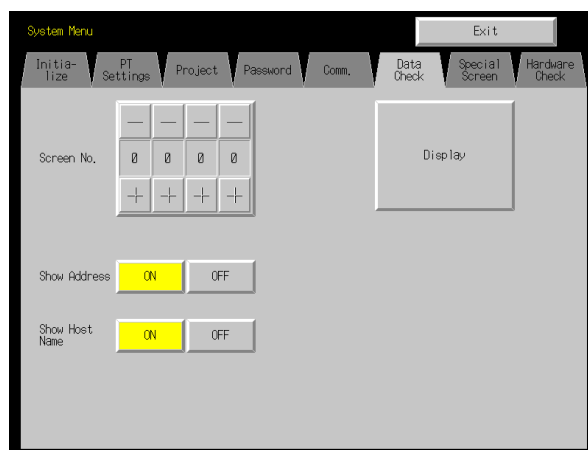 System Menu
Exit
Initia-
lize
PT
Settings
Project
Password
Comm.
Data
Check
Special
Screen
Hardware
Check
— — — —
Screen No.
0 0 0 0
+ + + +
Display
Show Address
ON
OFF
Show Host
Name
ON
OFF